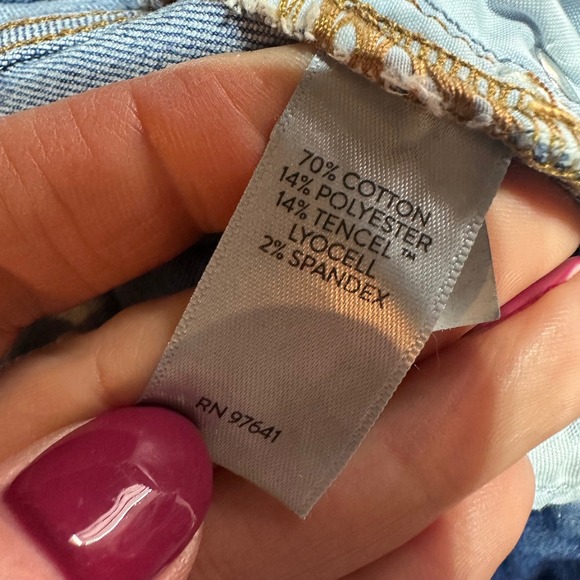 70% COTTON
14% POLYESTER
14% TENCEL™
LYOCELL
2% SPANDEX
RN 97641